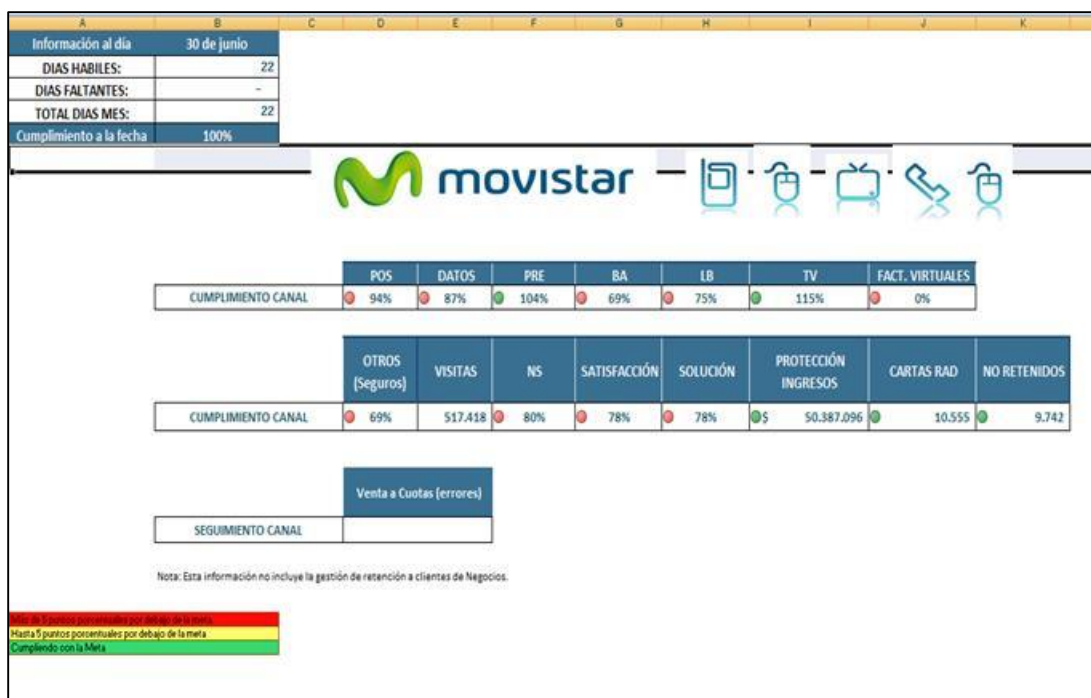 A B C D E F G H I J K
Información al día 30 de junio
DIAS HABILES: 22
DIAS FALTANTES: -
TOTAL DIAS MES: 22
Cumplimiento a la fecha 100%
movistar
POS DATOS PRE BA LB TV FACT. VIRTUALES
CUMPLIMIENTO CANAL 94% 87% 104% 69% 75% 115% 0%
OTROS (Seguros) VISITAS NS SATISFACCIÓN SOLUCIÓN PROTECCIÓN INGRESOS CARTAS RAD NO RETENIDOS
CUMPLIMIENTO CANAL 69% 517.418 80% 78% 78% $ 50.387.096 10.555 9.742
Venta a Cuotas (errores)
SEGUIMIENTO CANAL
Nota: Esta información no incluye la gestión de retención a clientes de Negocios.
Más de 5 puntos porcentuales por debajo de la meta
Hasta 5 puntos porcentuales por debajo de la meta
Cumpliendo con la Meta